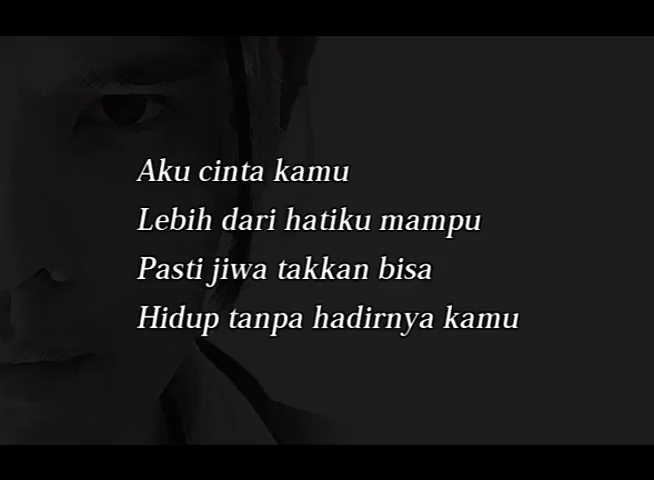 Aku cinta kamu
Lebih dari hatiku mampu
Pasti jiwa takkan bisa
Hidup tanpa hadirnya kamu